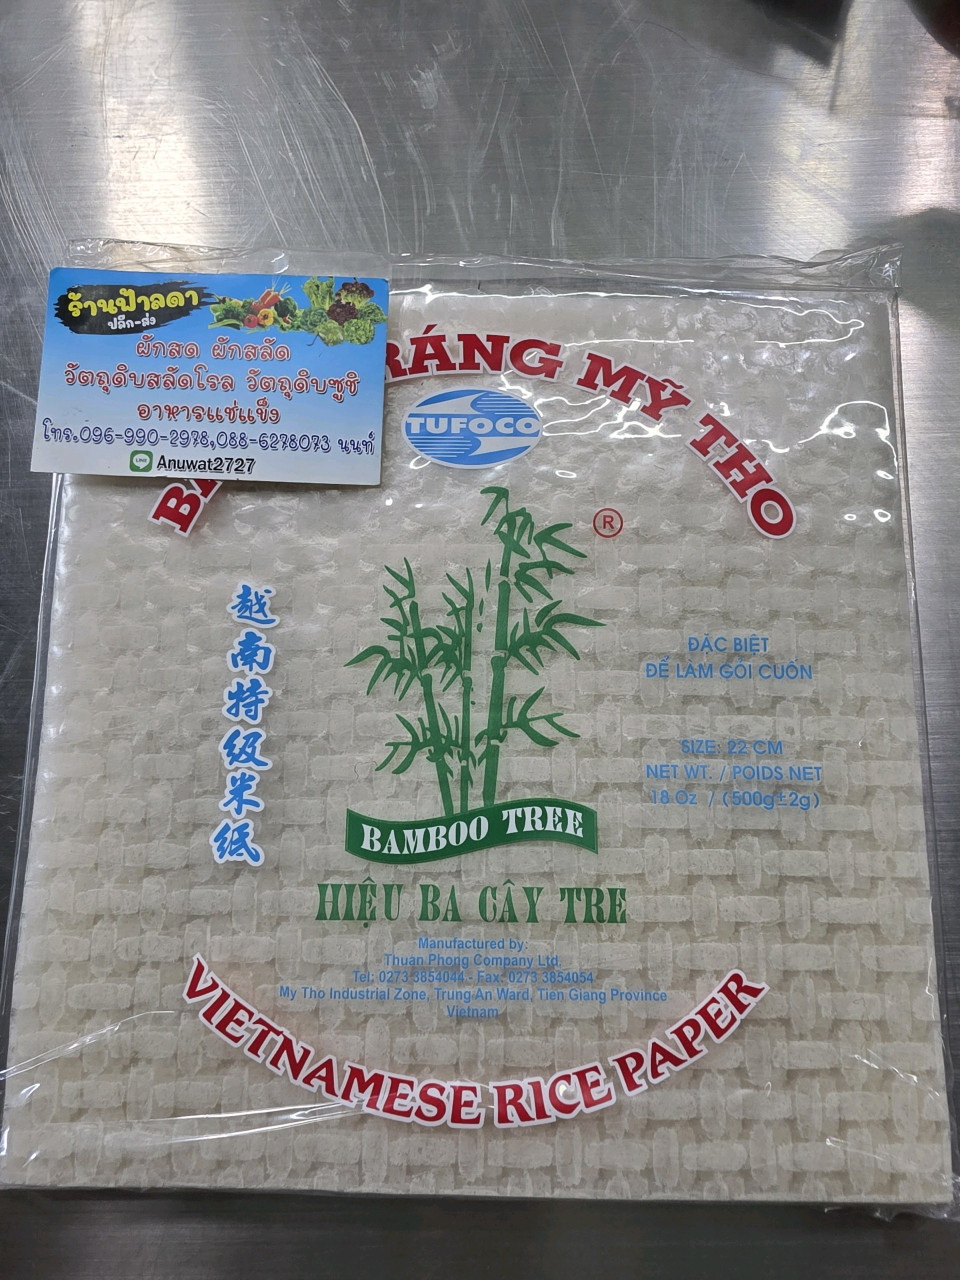 ร้านฟ้าลดา
ปลีก-ส่ง
ผักสด ผักสลัด
วัตถุดิบสลัดโรล วัตถุดิบซูชิ
อาหารแช่แข็ง
โทร.096-990-2978,088-6278073 นนท์
LINE Anuwat2727
RÁNG MỸ THO
TUFOCO
®
越南特级米纸
ĐẶC BIỆT
ĐỂ LÀM GỎI CUỐN
SIZE: 22 CM
NET WT. / POIDS NET
18 Oz / (500g±2g)
BAMBOO TREE
HIỆU BA CÂY TRE
Manufactured by:
Thuan Phong Company Ltd.
Tel: 0273 3854044 - Fax: 0273 3854054
My Tho Industrial Zone, Trung An Ward, Tien Giang Province
Vietnam
VIETNAMESE RICE PAPER